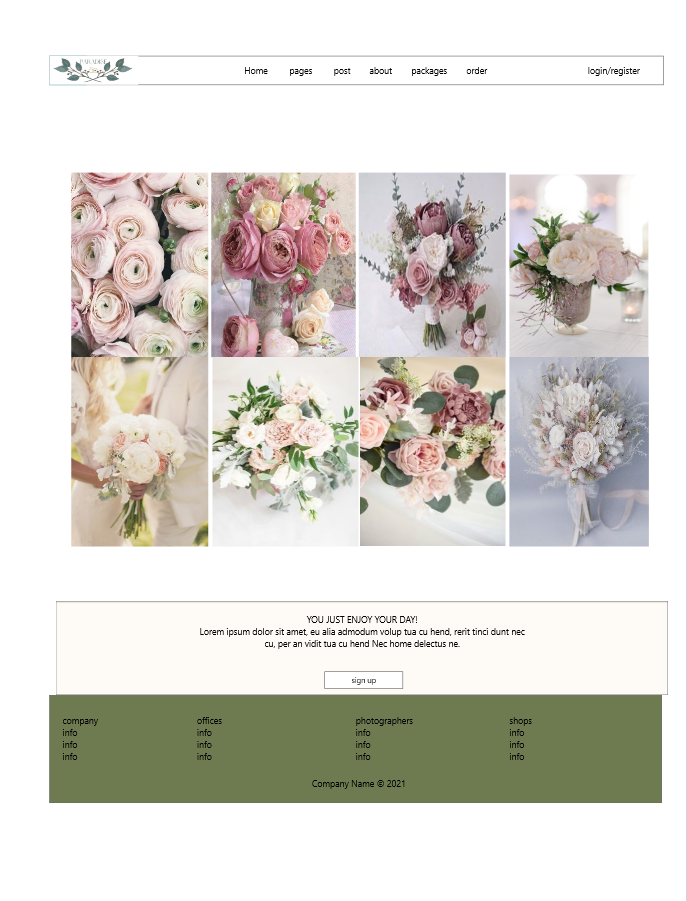 PARADISE
Home pages post about packages order login/register
YOU JUST ENJOY YOUR DAY!
Lorem ipsum dolor sit amet, eu alia admodum volup tua cu hend, rerit tinci dunt nec
cu, per an vidit tua cu hend Nec home delectus ne.
sign up
company offices photographers shops
info info info info
info info info info
info info info info
Company Name © 2021